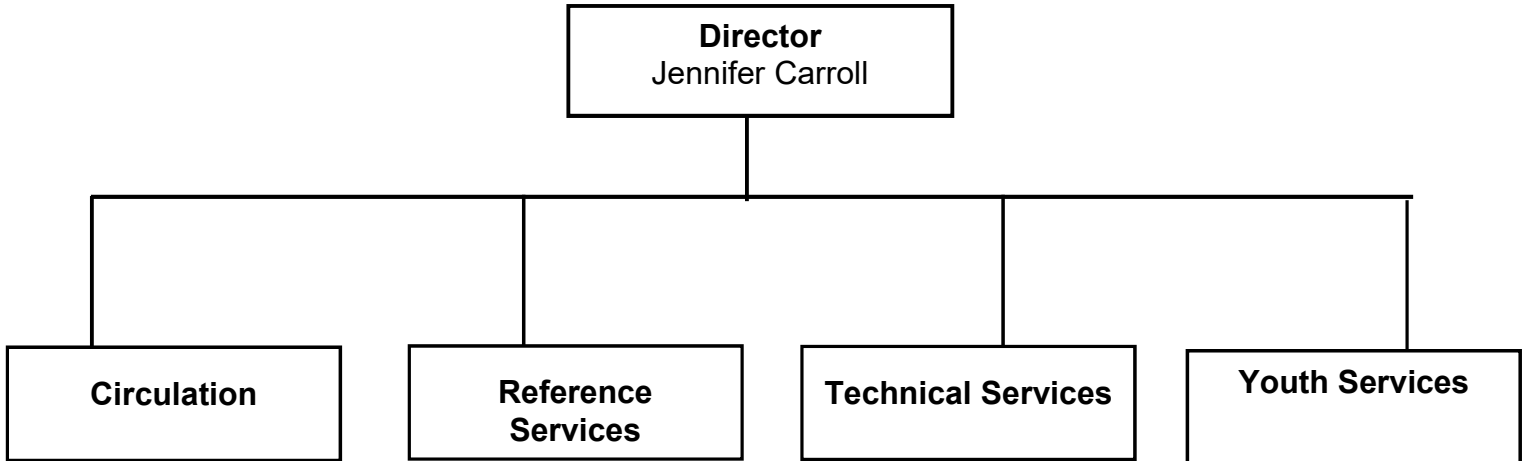 Director
Jennifer Carroll
Circulation
Reference
Services
Technical Services
Youth Services